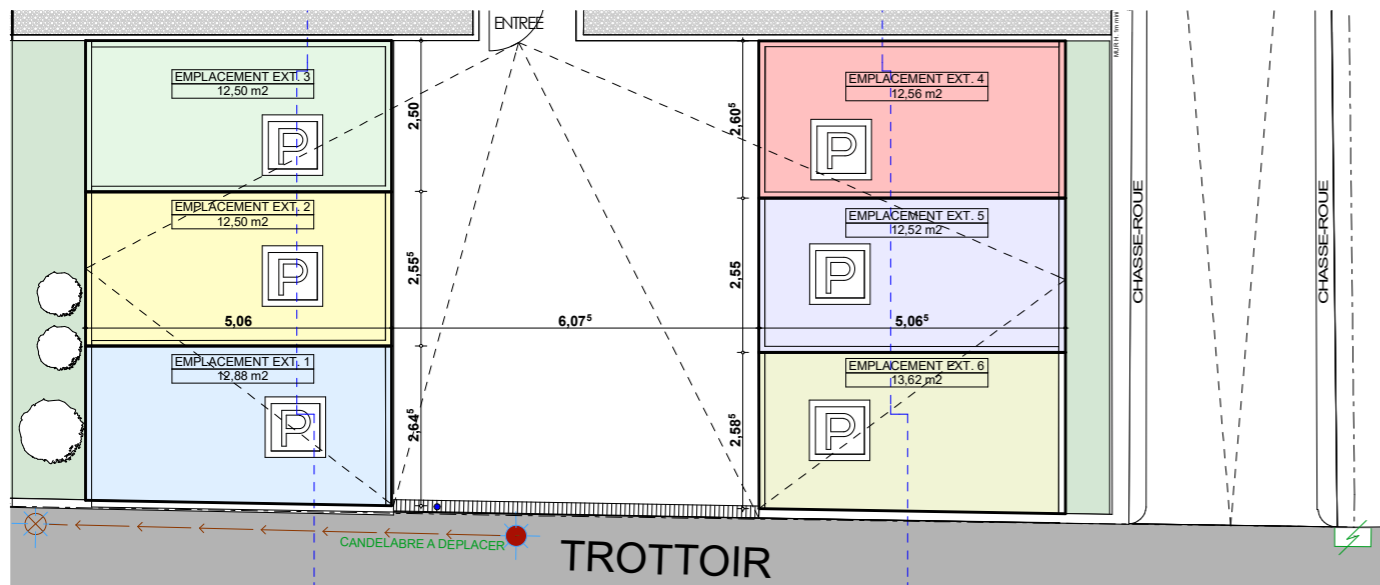 ENTREE
MUR H. 1m mini
EMPLACEMENT EXT. 3
12,50 m2
EMPLACEMENT EXT. 4
12,56 m2
2,50
2,60⁵
P
P
CHASSE-ROUE
CHASSE-ROUE
EMPLACEMENT EXT. 2
12,50 m2
EMPLACEMENT EXT. 5
12,52 m2
2,55⁵
2,55
P
P
5,06
6,07⁵
5,06⁵
EMPLACEMENT EXT. 1
12,88 m2
EMPLACEMENT EXT. 6
13,62 m2
2,64⁵
2,58⁵
P
P
CANDELABRE A DEPLACER
TROTTOIR